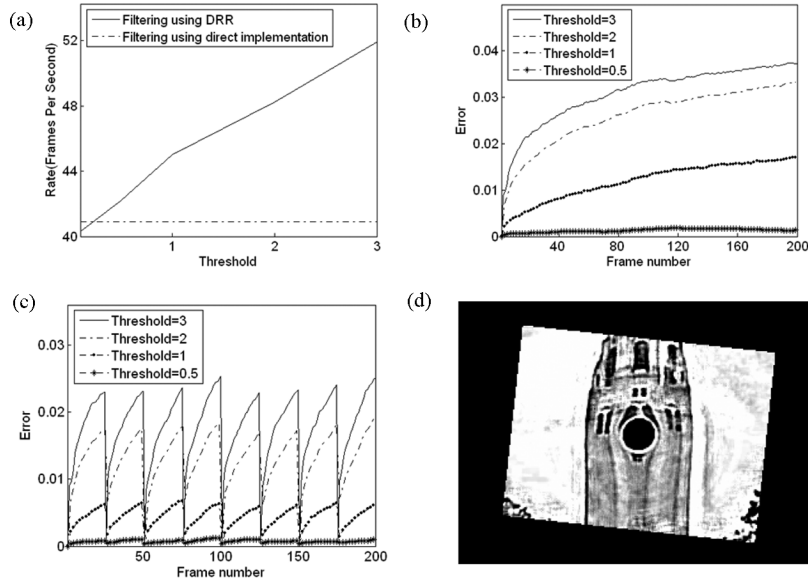 (a)
Filtering using DRR
Filtering using direct implementation
Rate(Frames Per Second)
52
48
44
40
1
2
3
Threshold
(b)
Threshold=3
Threshold=2
Threshold=1
Threshold=0.5
Error
0.04
0.03
0.02
0.01
0
40
80
120
160
200
Frame number
(c)
Threshold=3
Threshold=2
Threshold=1
Threshold=0.5
Error
0.03
0.02
0.01
0
50
100
150
200
Frame number
(d)